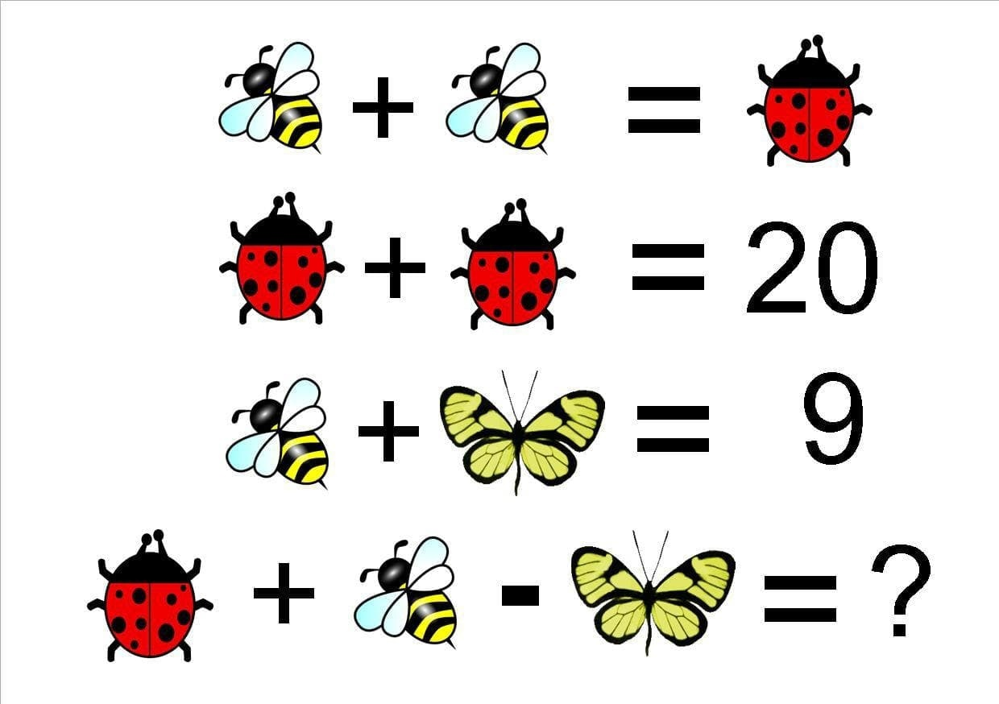 + =
+ = 20
+ = 9
+ - = ?